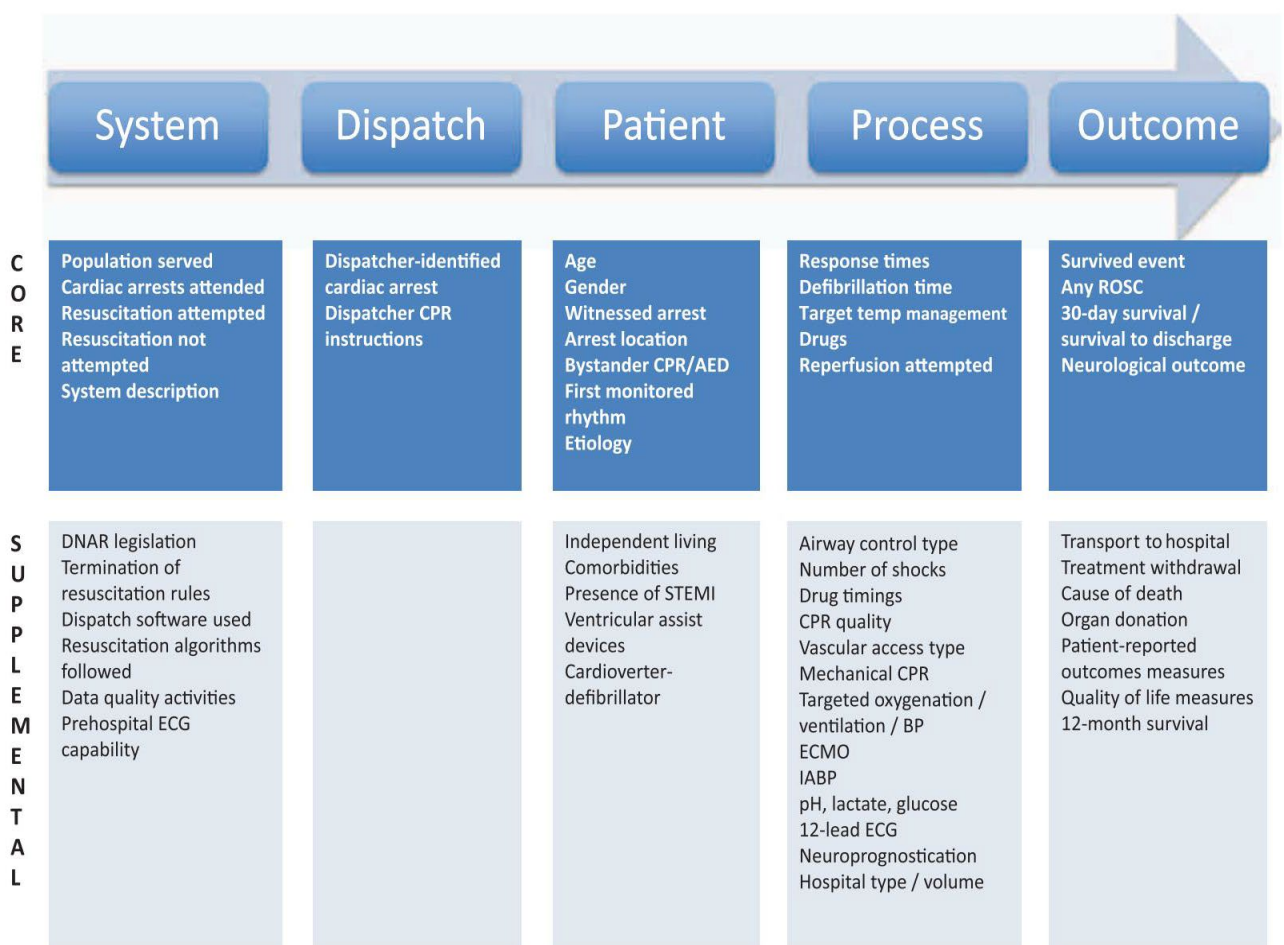 System
Dispatch
Patient
Process
Outcome
CORE
Population served
Cardiac arrests attended
Resuscitation attempted
Resuscitation not
attempted
System description
Dispatcher-identified
cardiac arrest
Dispatcher CPR
instructions
Age
Gender
Witnessed arrest
Arrest location
Bystander CPR/AED
First monitored
rhythm
Etiology
Response times
Defibrillation time
Target temp management
Drugs
Reperfusion attempted
Survived event
Any ROSC
30-day survival /
survival to discharge
Neurological outcome
SUPPLEMENTAL
DNAR legislation
Termination of
resuscitation rules
Dispatch software used
Resuscitation algorithms
followed
Data quality activities
Prehospital ECG
capability
Independent living
Comorbidities
Presence of STEMI
Ventricular assist
devices
Cardioverter-
defibrillator
Airway control type
Number of shocks
Drug timings
CPR quality
Vascular access type
Mechanical CPR
Targeted oxygenation /
ventilation / BP
ECMO
IABP
pH, lactate, glucose
12-lead ECG
Neuroprognostication
Hospital type / volume
Transport to hospital
Treatment withdrawal
Cause of death
Organ donation
Patient-reported
outcomes measures
Quality of life measures
12-month survival